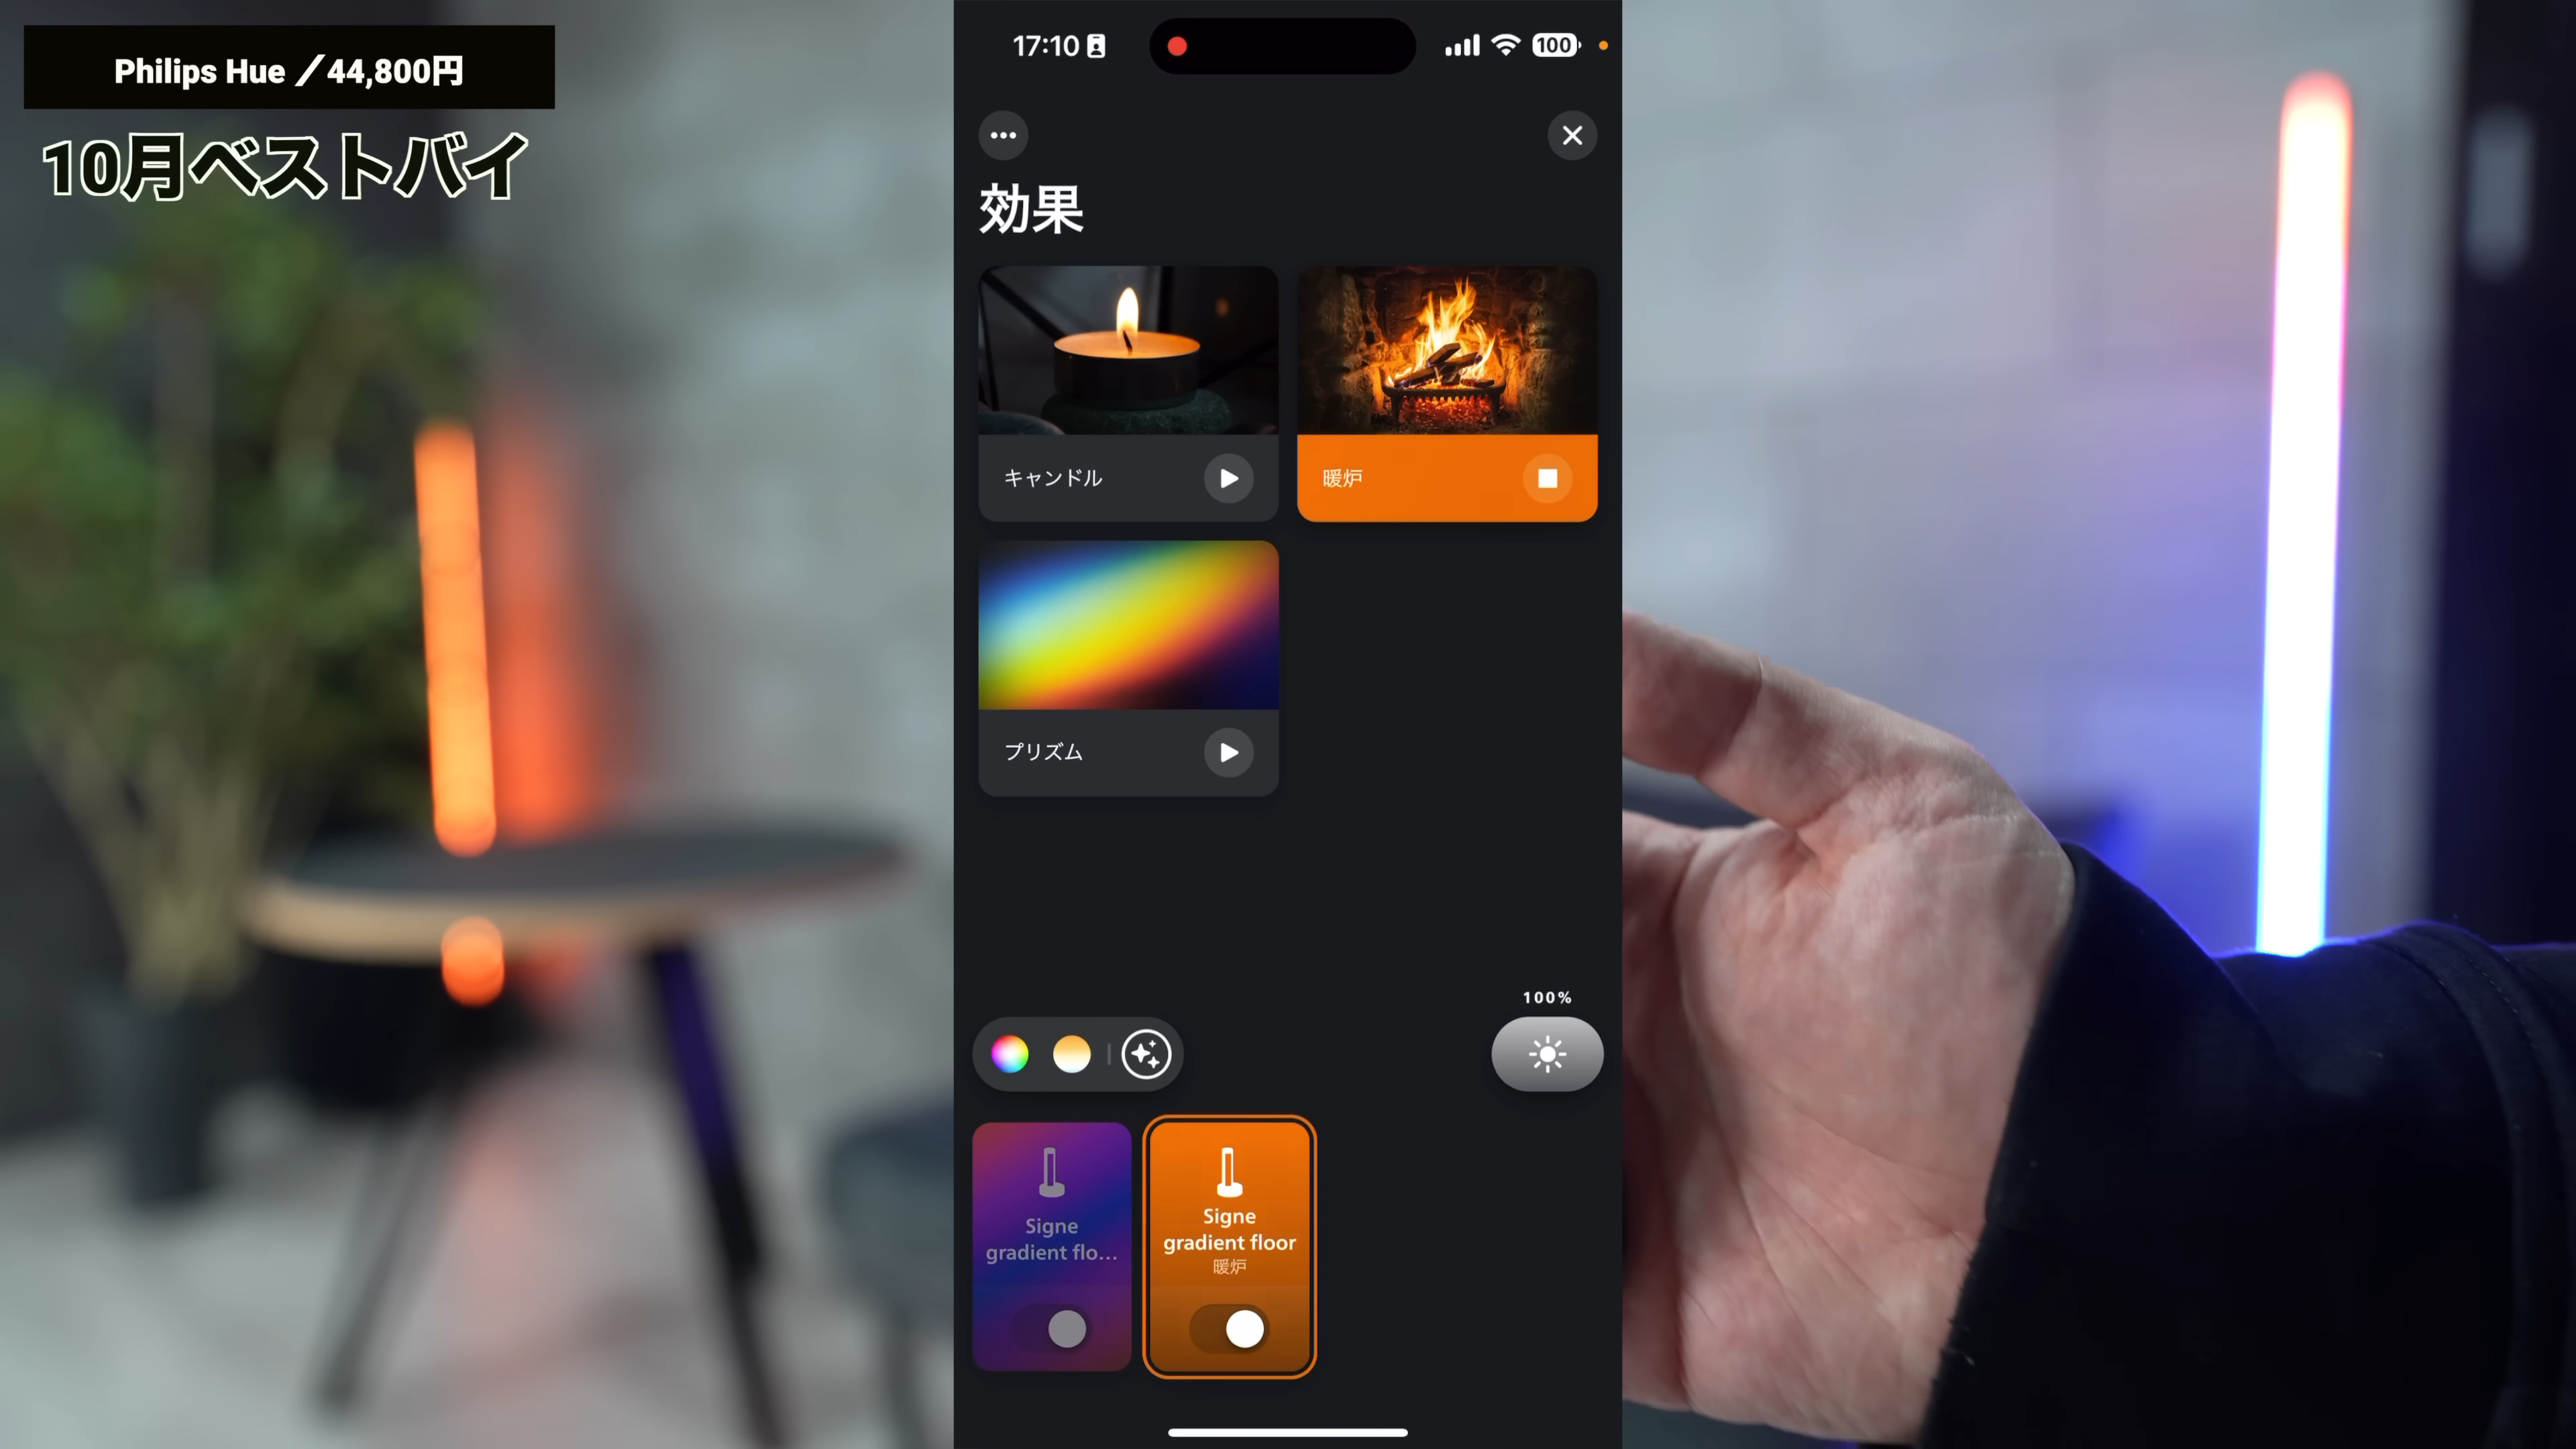 Philips Hue ／44,800円
10月ベストバイ
17:10
100
効果
キャンドル
暖炉
プリズム
100%
Signe
gradient flo...
Signe
gradient floor
暖炉